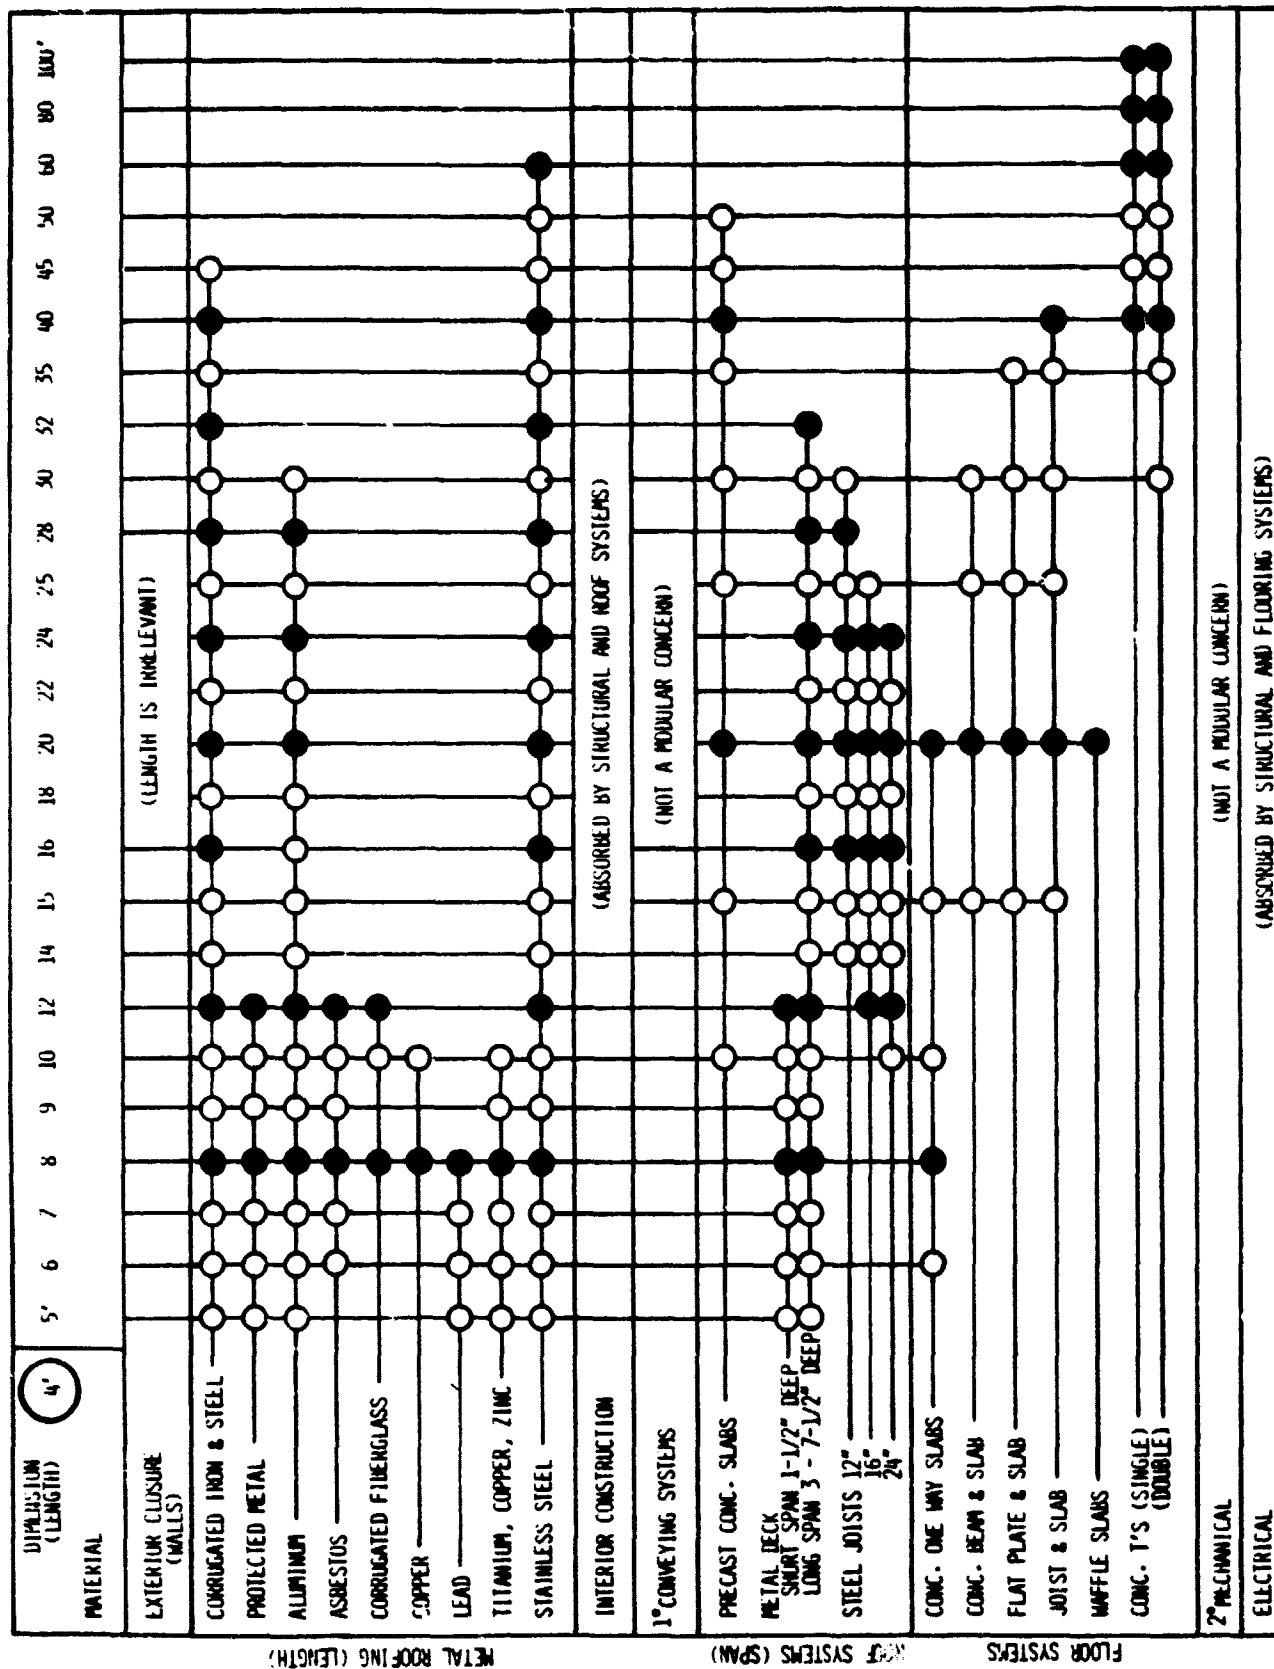 DIMENSION
(LENGTH)
4'
5' 6 7 8 9 10 12 14 15 16 18 20 22 24 25 28 30 32 35 40 45 50 60 80 100'
MATERIAL
EXTERIOR CLOSURE
(WALLS)
(LENGTH IS IRRELEVANT)
METAL ROOFING (LENGTH)
CORRUGATED IRON & STEEL
PROTECTED METAL
ALUMINUM
ASBESTOS
CORRUGATED FIBERGLASS
COPPER
LEAD
TITANIUM, COPPER, ZINC
STAINLESS STEEL
INTERIOR CONSTRUCTION
(ABSORBED BY STRUCTURAL AND ROOF SYSTEMS)
1° CONVEYING SYSTEMS
(NOT A MODULAR CONCERN)
ROOF SYSTEMS (SPAN)
PRECAST CONC. SLABS
METAL DECK
SHORT SPAN 1-1/2" DEEP
LONG SPAN 3 - 7-1/2" DEEP
STEEL JOISTS 12"
16"
24"
FLOOR SYSTEMS
CONC. ONE WAY SLABS
CONC. BEAM & SLAB
FLAT PLATE & SLAB
JOIST & SLAB
WAFFLE SLABS
CONC. T'S (SINGLE)
(DOUBLE)
2° MECHANICAL
(NOT A MODULAR CONCERN)
ELECTRICAL
(ABSORBED BY STRUCTURAL AND FLOORING SYSTEMS)